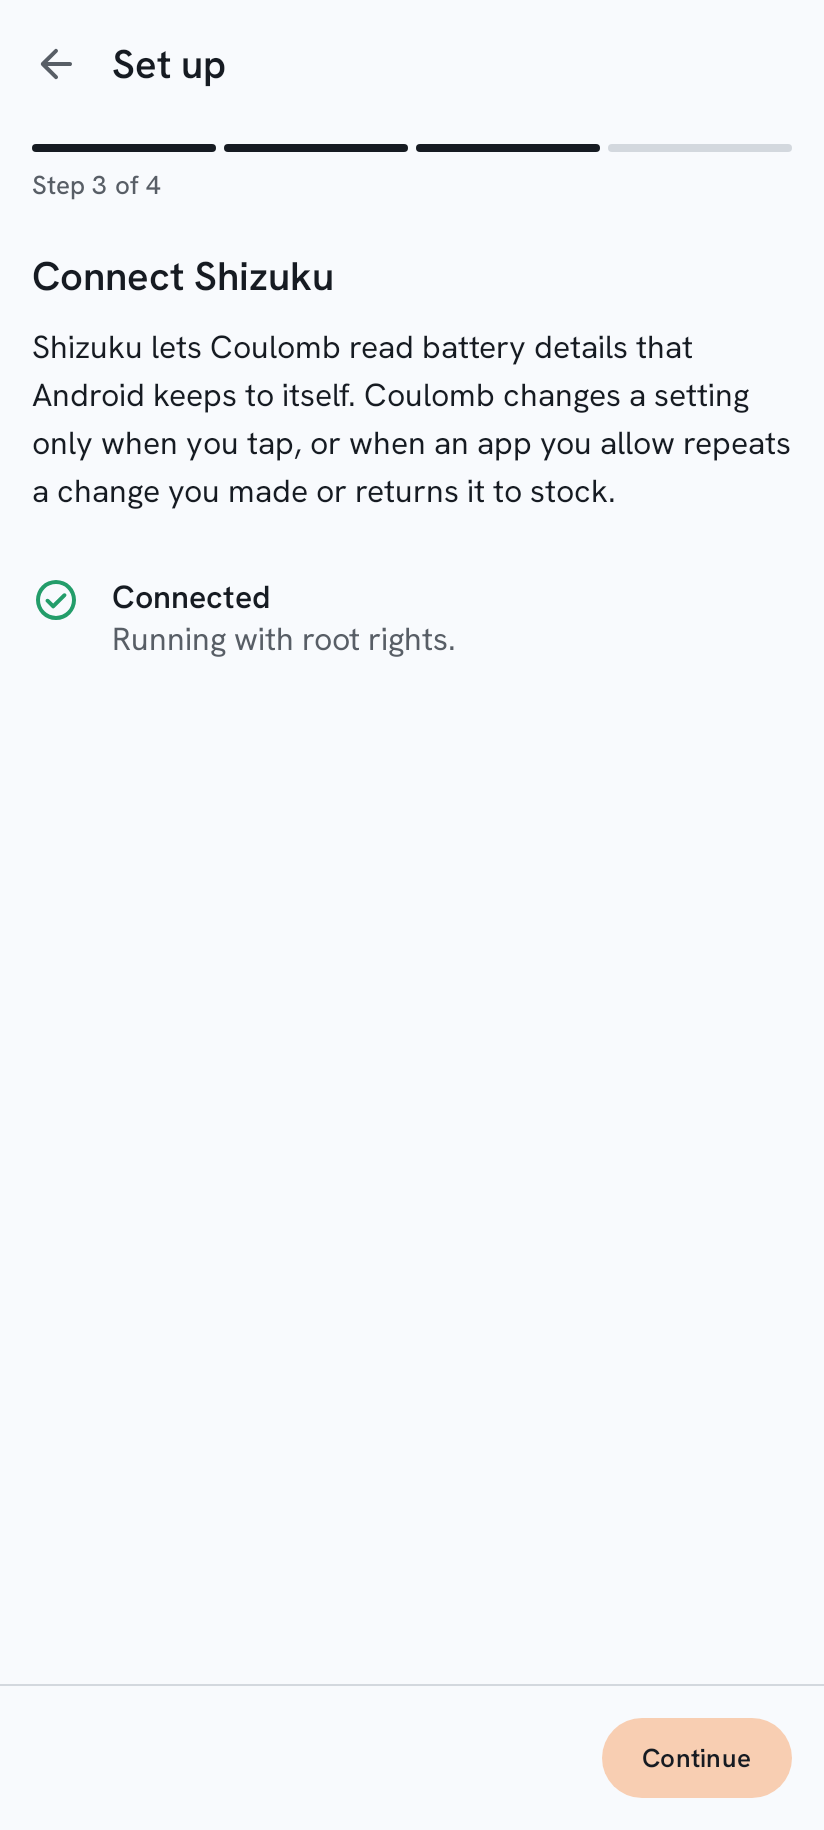 Set up
Step 3 of 4
Connect Shizuku
Shizuku lets Coulomb read battery details that
Android keeps to itself. Coulomb changes a setting
only when you tap, or when an app you allow repeats
a change you made or returns it to stock.
Connected
Running with root rights.
Continue